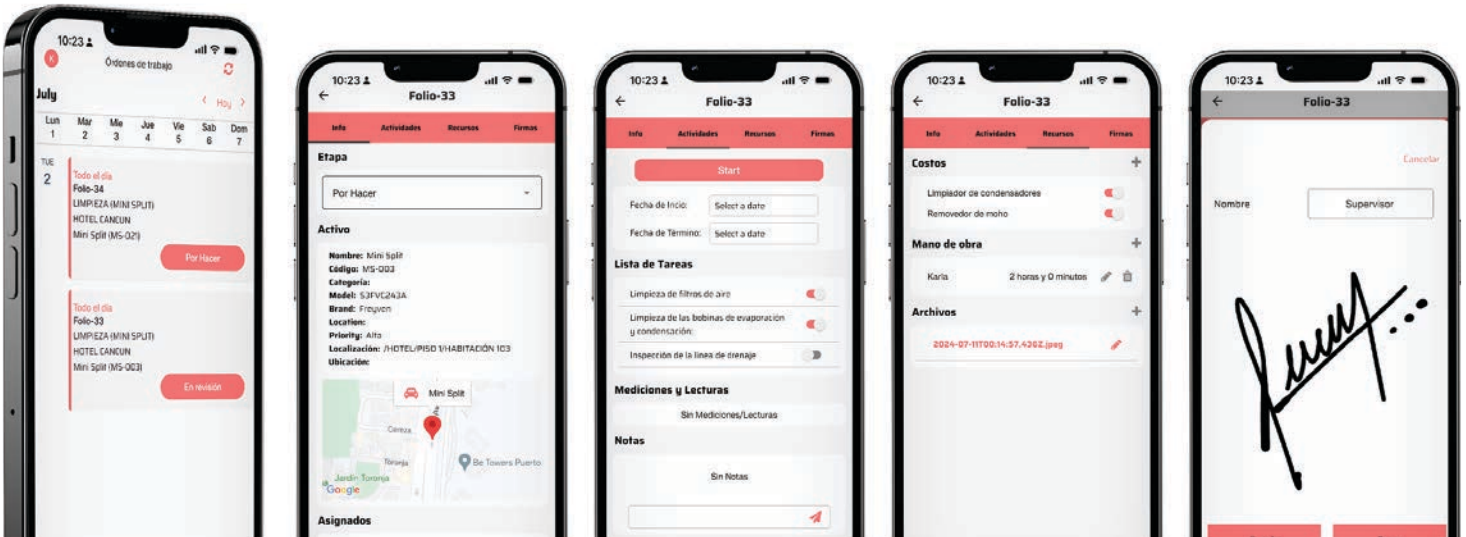 10:23
K
Órdenes de trabajo
July
< Hoy >
Lun Mar Mie Jue Vie Sab Dom
1 2 3 4 5 6 7
TUE
2
Todo el día
Folio-34
LIMPIEZA (MINI SPLIT)
HOTEL CANCUN
Mini Split (MS-021)
Por Hacer
Todo el día
Folio-33
LIMPIEZA (MINI SPLIT)
HOTEL CANCUN
Mini Split (MS-003)
En revisión
10:23
Folio-33
Info Actividades Recursos Firmas
Etapa
Por Hacer
Activo
Nombre: Mini Split
Código: MS-003
Categoría:
Model: S3FVC243A
Brand: Freyven
Location:
Priority: Alta
Localización: /HOTEL/PISO 1/HABITACIÓN 103
Ubicación:
Mini Split
Cereza
Toronja
Be Towers Puerto
Jardín Toronja
Google
Asignados
10:23
Folio-33
Info Actividades Recursos Firmas
Start
Fecha de Incio: Select a date
Fecha de Término: Select a date
Lista de Tareas
Limpieza de filtros de aire
Limpieza de las bobinas de evaporación
y condensación:
Inspección de la línea de drenaje
Mediciones y Lecturas
Sin Mediciones/Lecturas
Notas
Sin Notas
10:23
Folio-33
Info Actividades Recursos Firmas
Costos +
Limpiador de condensadores
Removedor de moho
Mano de obra +
Karla 2 horas y 0 minutos
Archivos +
2024-07-11T00:14:57.436Z.jpeg
10:23
Folio-33
Cancelar
Nombre Supervisor